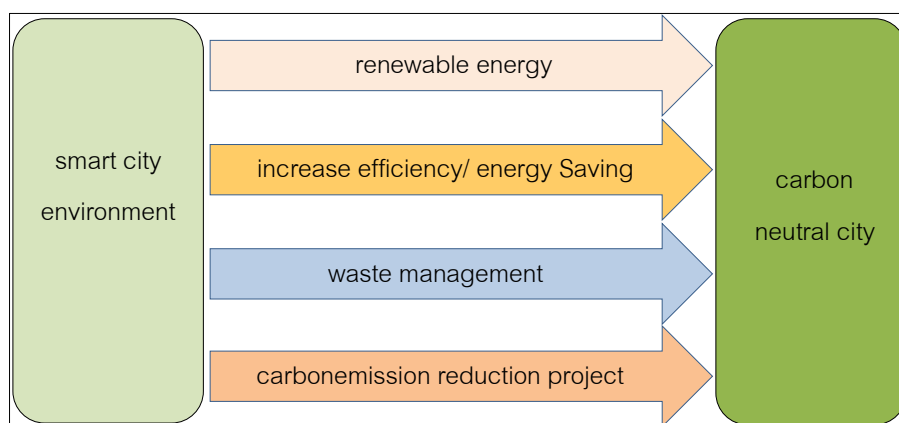 smart city
environment
renewable energy
increase efficiency/ energy Saving
waste management
carbonemission reduction project
carbon
neutral city